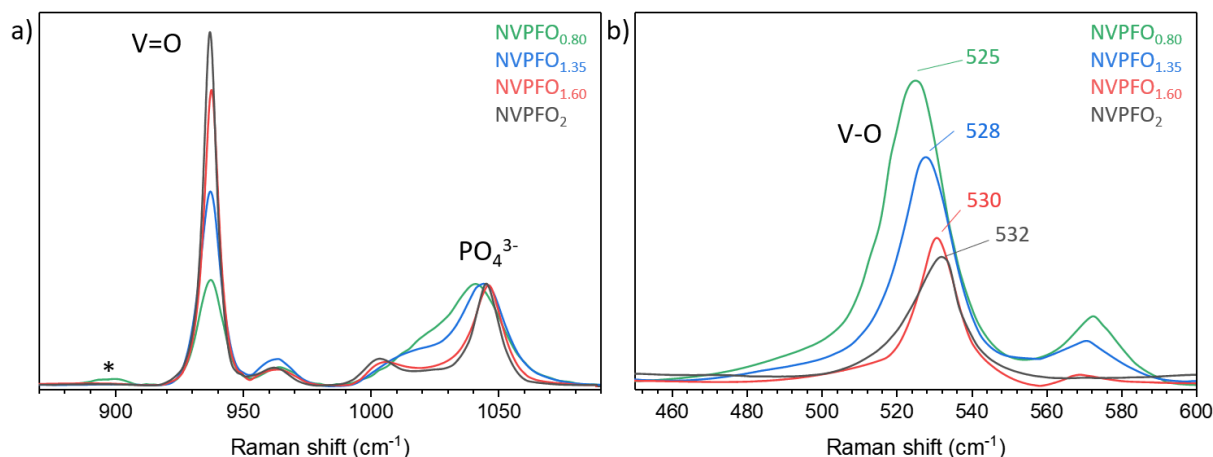 a)
V=O
NVPFO₀.₈₀
NVPFO₁.₃₅
NVPFO₁.₆₀
NVPFO₂
PO₄³⁻
*
900
950
1000
1050
Raman shift (cm⁻¹)
b)
525
NVPFO₀.₈₀
NVPFO₁.₃₅
NVPFO₁.₆₀
NVPFO₂
V-O
528
530
532
460
480
500
520
540
560
580
600
Raman shift (cm⁻¹)